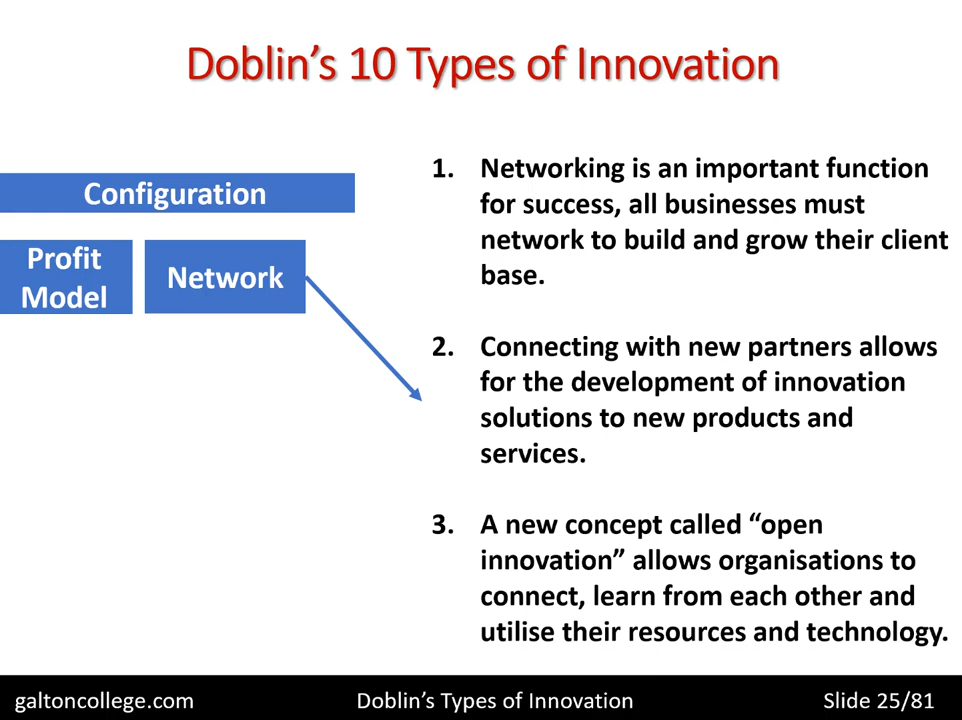 Doblin’s 10 Types of Innovation
Configuration
Profit
Model
Network
1. Networking is an important function
for success, all businesses must
network to build and grow their client
base.
2. Connecting with new partners allows
for the development of innovation
solutions to new products and
services.
3. A new concept called “open
innovation” allows organisations to
connect, learn from each other and
utilise their resources and technology.
galtoncollege.com
Doblin’s Types of Innovation
Slide 25/81